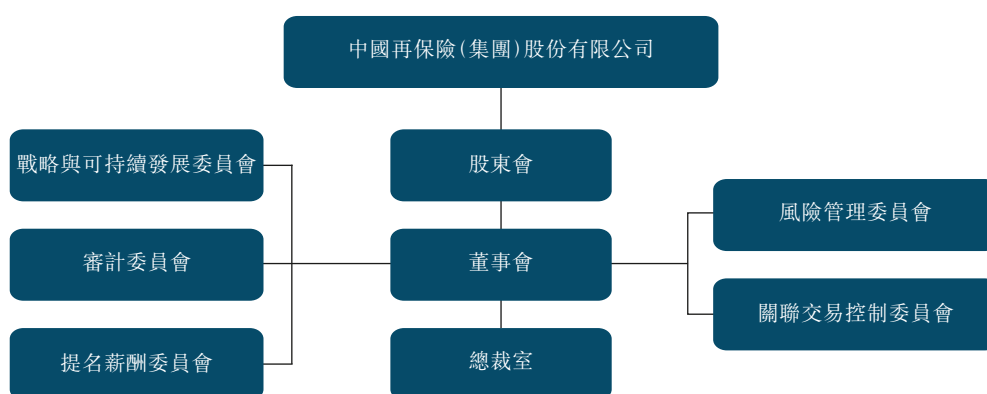 中國再保險(集團)股份有限公司
戰略與可持續發展委員會
股東會
風險管理委員會
審計委員會
董事會
關聯交易控制委員會
提名薪酬委員會
總裁室